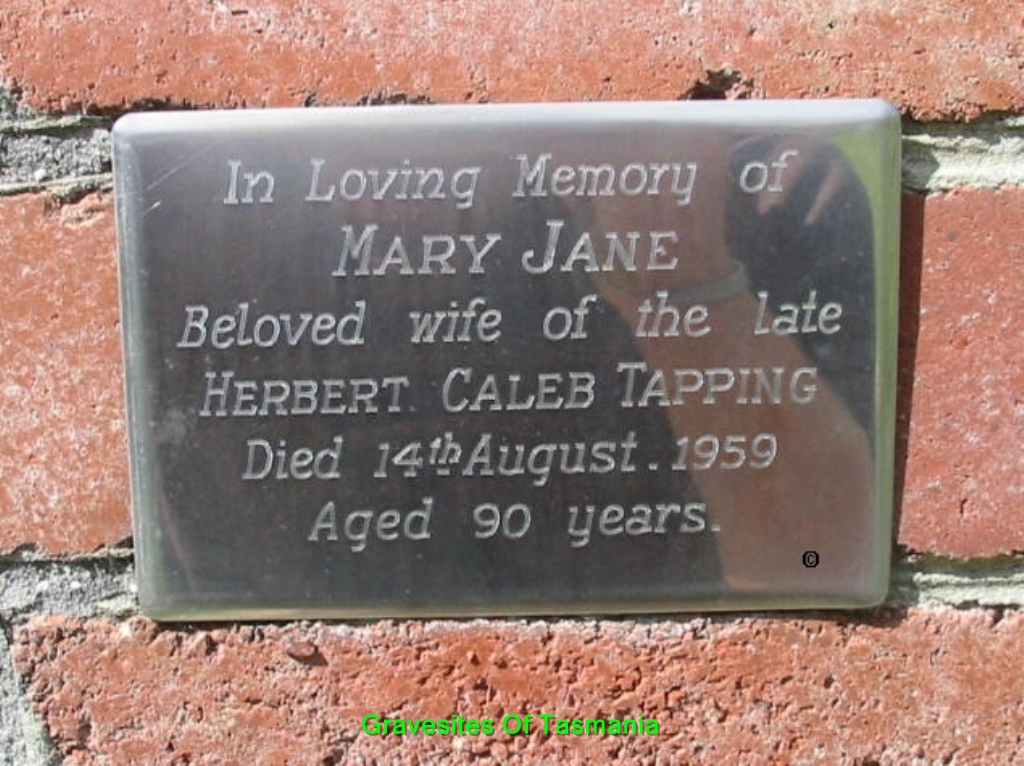 In Loving Memory of
MARY JANE
Beloved wife of the late
HERBERT CALEB TAPPING
Died 14th August. 1959
Aged 90 years.
©
Gravesites Of Tasmania